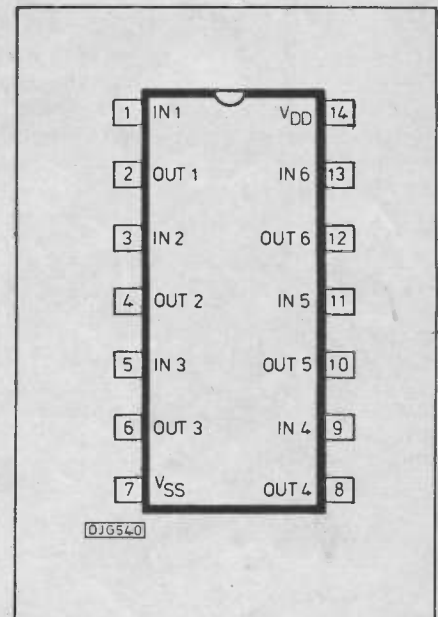 1 IN 1 VDD 14
2 OUT 1 IN 6 13
3 IN 2 OUT 6 12
4 OUT 2 IN 5 11
5 IN 3 OUT 5 10
6 OUT 3 IN 4 9
7 VSS OUT 4 8
OJG540